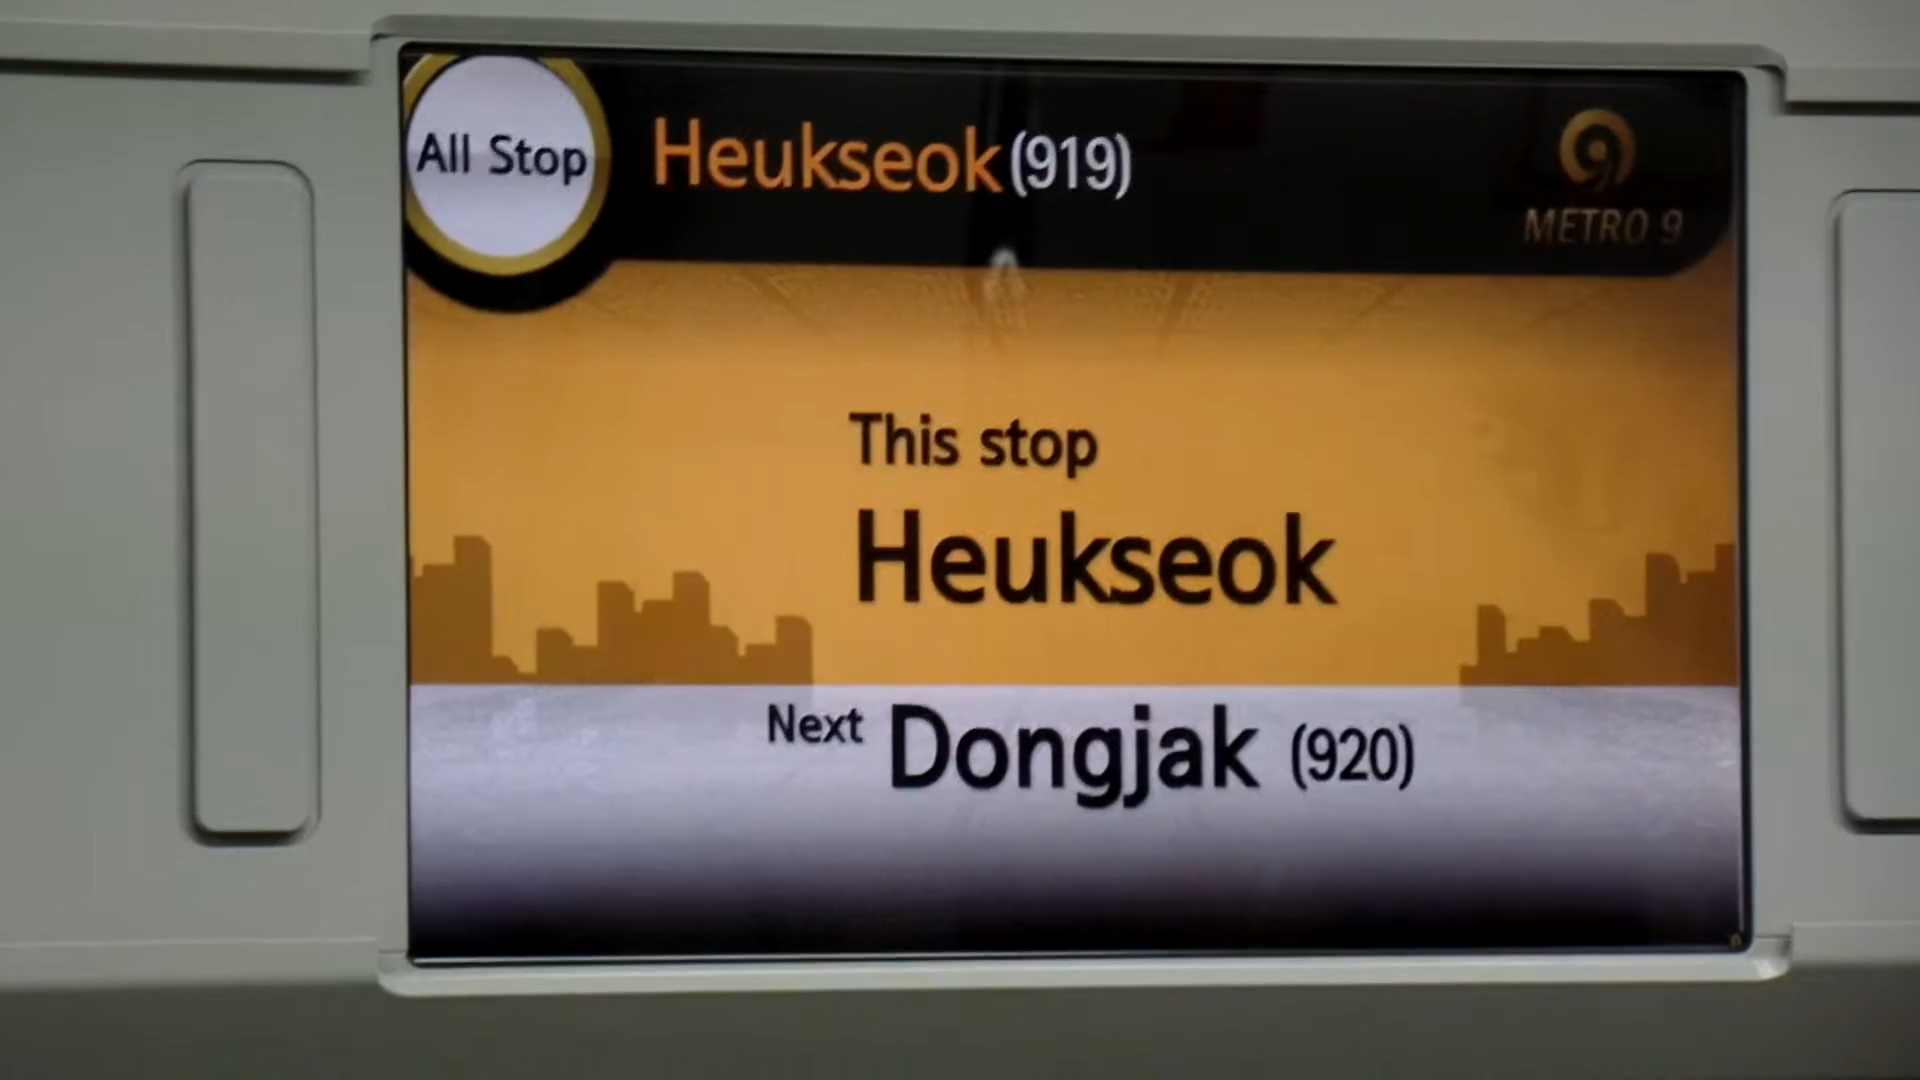 All Stop
Heukseok (919)
METRO 9
This stop
Heukseok
Next Dongjak (920)